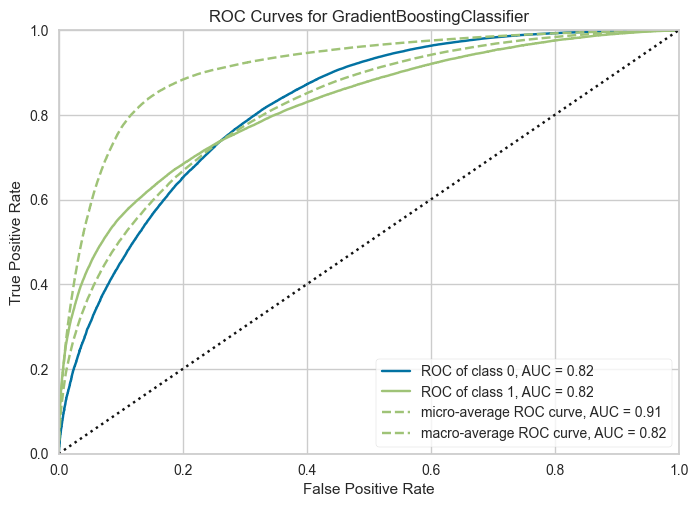 ROC Curves for GradientBoostingClassifier
True Positive Rate
1.0
0.8
0.6
0.4
0.2
0.0
ROC of class 0, AUC = 0.82
ROC of class 1, AUC = 0.82
micro-average ROC curve, AUC = 0.91
macro-average ROC curve, AUC = 0.82
0.0 0.2 0.4 0.6 0.8 1.0
False Positive Rate